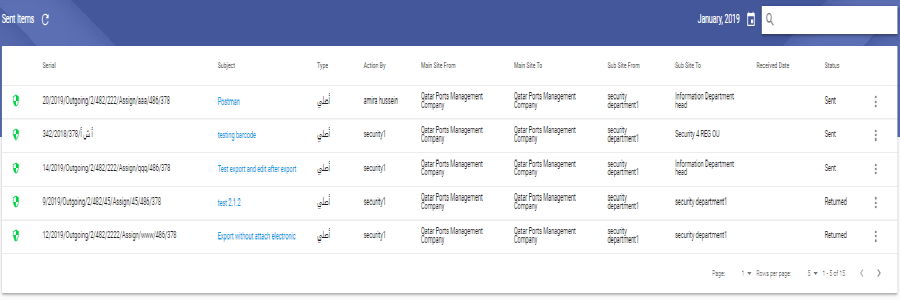 Sent Items
January, 2019
Serial Subject Type Action By Main Site From Main Site To Sub Site From Sub Site To Received Date Status
20/2019/Outgoing/2/482/222/Assign/aaa/486/378 Postman أصلي amira hussein Qatar Ports Management Company Qatar Ports Management Company security department1 Information Department head Sent
342/2018/378/أ ش أ testing barcode أصلي security1 Qatar Ports Management Company Qatar Ports Management Company security department1 Security 4 REG OU Sent
14/2019/Outgoing/2/482/222/Assign/qqq/486/378 Test export and edit after export أصلي security1 Qatar Ports Management Company Qatar Ports Management Company security department1 Information Department head Sent
9/2019/Outgoing/2/482/45/Assign/45/486/378 test 2.1.2 أصلي security1 Qatar Ports Management Company Qatar Ports Management Company security department1 security department1 Returned
12/2019/Outgoing/2/482/2222/Assign/www/486/378 Export without attach electronic أصلي security1 Qatar Ports Management Company Qatar Ports Management Company security department1 security department1 Returned
Page: 1 Rows per page: 5 1 - 5 of 15